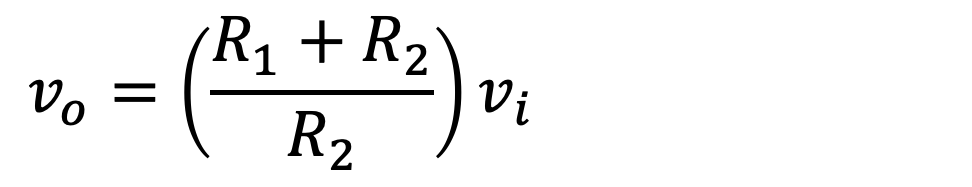 v_o = ((R_1 + R_2) / R_2) v_i